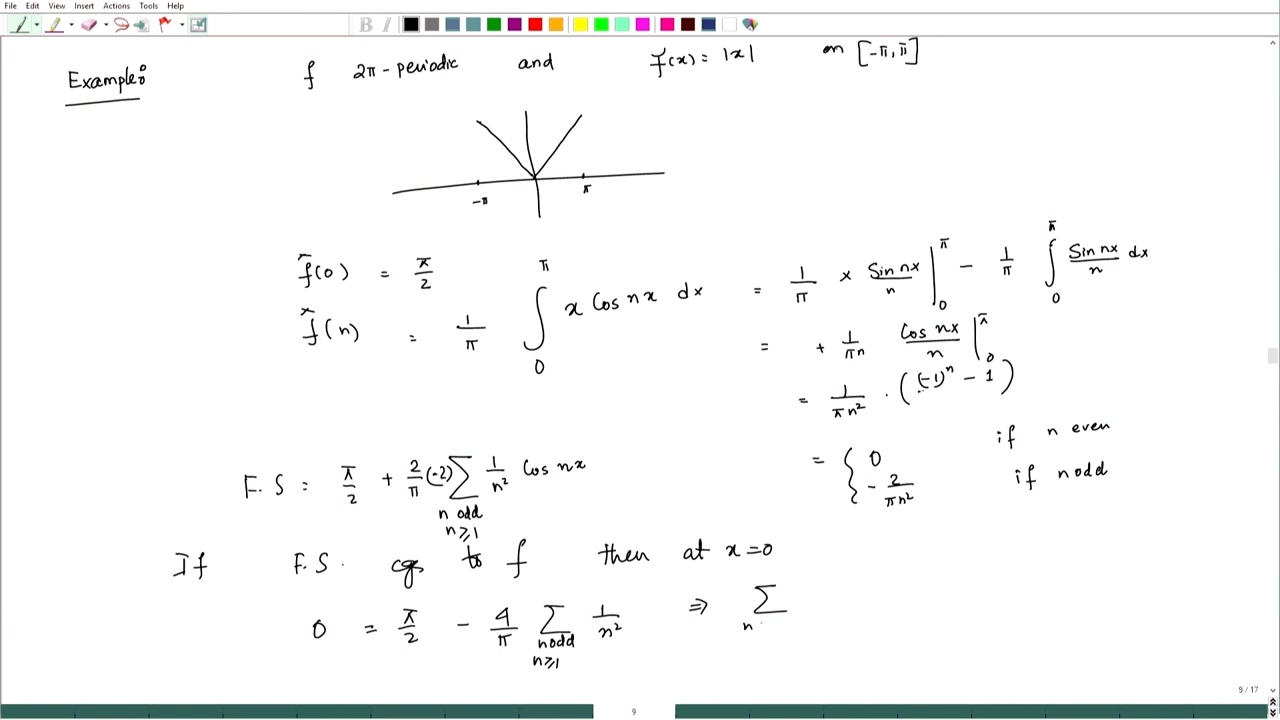 File Edit View Insert Actions Tools Help
B I
Example: f 2π-periodic and f(x) = |x| on [-π, π]
-π π
f̂(0) = π/2
f̂(n) = 1/π ∫₀^π x Cos nx dx = 1/π x Sin nx/n |₀^π - 1/π ∫₀^π Sin nx/n dx
= + 1/πn Cos nx/n |₀^π
= 1/πn² · ((-1)ⁿ - 1)
= { 0 if n even
- 2/πn² if n odd
F.S = π/2 + 2/π (-2) ∑ 1/n² Cos nx
n odd
n≥1
If F.S. cgs to f then at x=0
0 = π/2 - 4/π ∑ 1/n² ⇒ ∑
n odd n
n≥1
9 / 17
9